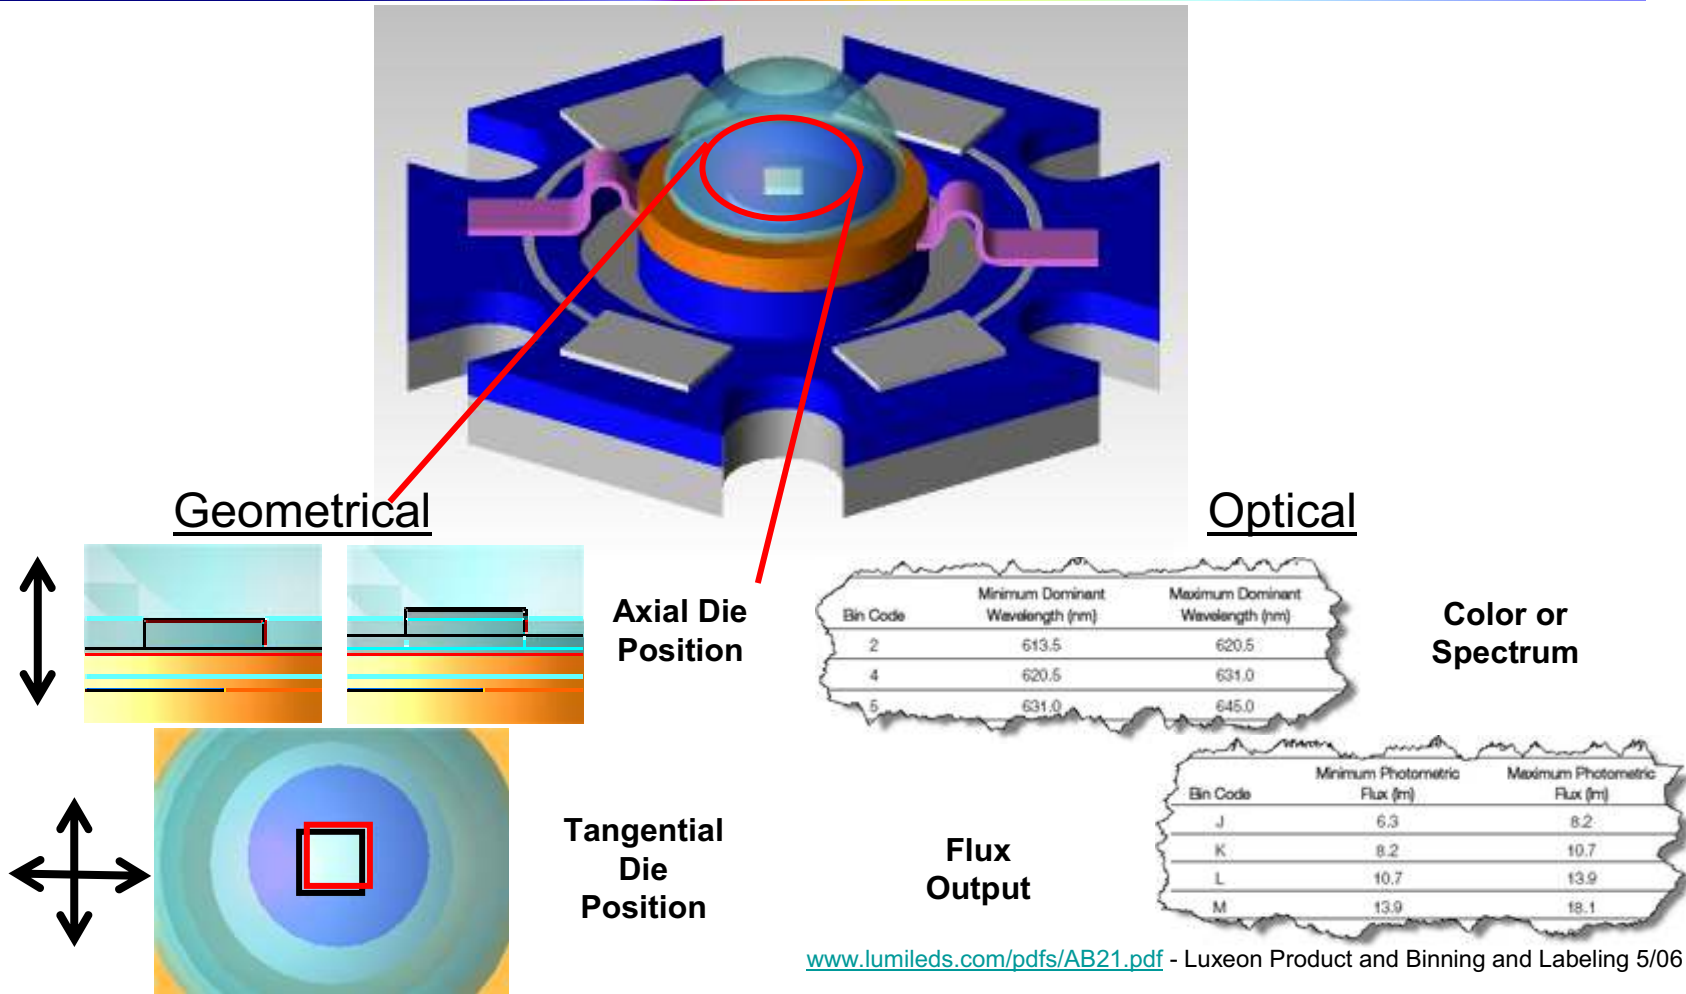 Geometrical
Optical
Axial Die
Position
Bin Code
Minimum Dominant
Wavelength (nm)
Maximum Dominant
Wavelength (nm)
2 613.5 620.5
4 620.5 631.0
5 631.0 645.0
Color or
Spectrum
Tangential
Die
Position
Flux
Output
Bin Code
Minimum Photometric
Flux (lm)
Maximum Photometric
Flux (lm)
J 6.3 8.2
K 8.2 10.7
L 10.7 13.9
M 13.9 18.1
www.lumileds.com/pdfs/AB21.pdf - Luxeon Product and Binning and Labeling 5/06